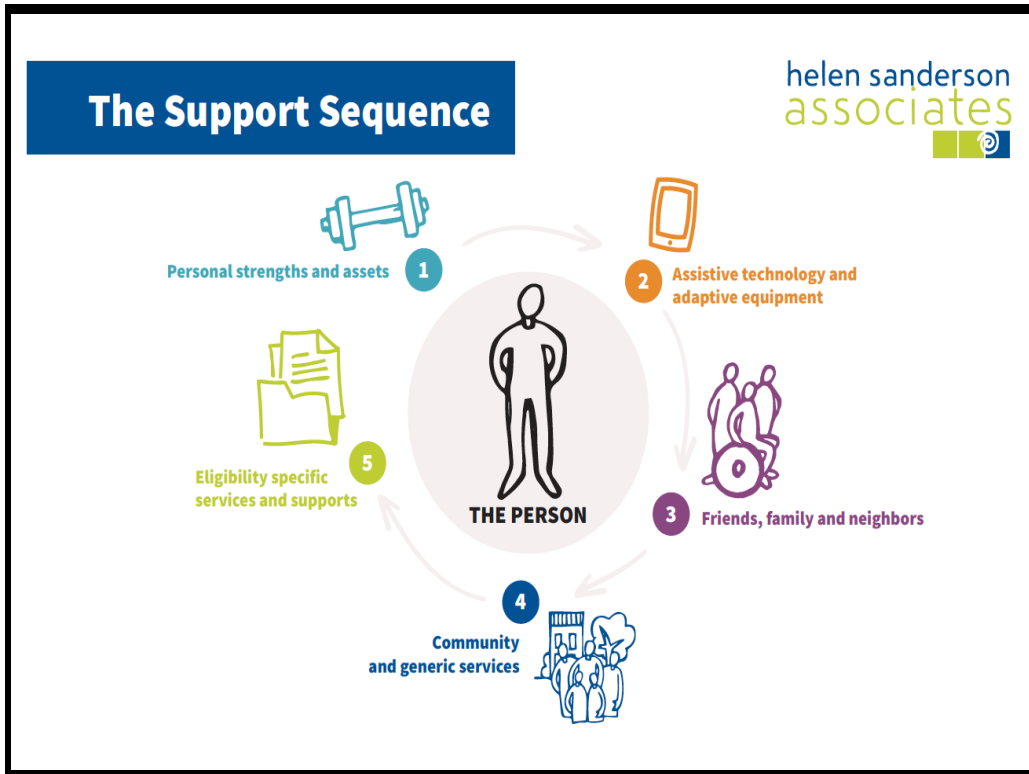 The Support Sequence
helen sanderson
associates
Personal strengths and assets
1
2
Assistive technology and
adaptive equipment
3
Friends, family and neighbors
4
Community
and generic services
5
Eligibility specific
services and supports
THE PERSON